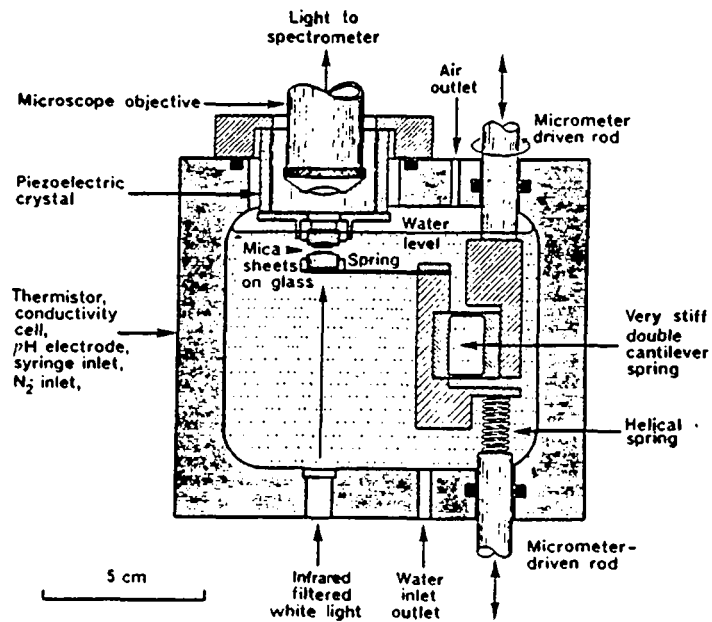 Light to
spectrometer
Microscope objective
Air
outlet
Micrometer
driven rod
Piezoelectric
crystal
Water
level
Mica
sheets
on glass
Spring
Thermistor,
conductivity
cell,
pH electrode,
syringe inlet,
N₂ inlet,
Very stiff
double
cantilever
spring
Helical
spring
5 cm
Infrared
filtered
white light
Water
inlet
outlet
Micrometer-
driven rod